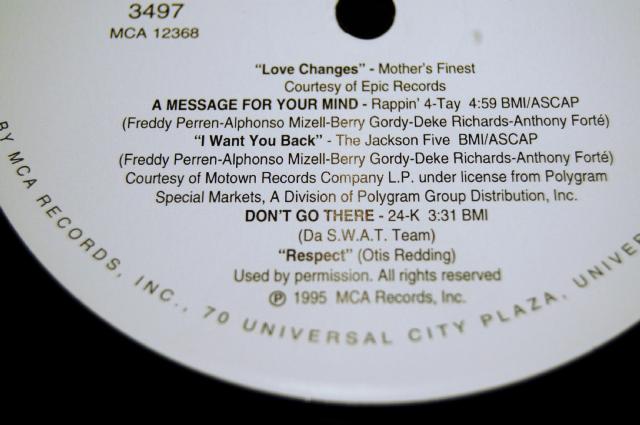 3497
MCA 12368
"Love Changes" - Mother's Finest
Courtesy of Epic Records
A MESSAGE FOR YOUR MIND - Rappin' 4-Tay 4:59 BMI/ASCAP
(Freddy Perren-Alphonso Mizell-Berry Gordy-Deke Richards-Anthony Forté)
"I Want You Back" - The Jackson Five BMI/ASCAP
(Freddy Perren-Alphonso Mizell-Berry Gordy-Deke Richards-Anthony Forté)
Courtesy of Motown Records Company L.P. under license from Polygram
Special Markets, A Division of Polygram Group Distribution, Inc.
DON'T GO THERE - 24-K 3:31 BMI
(Da S.W.A.T. Team)
"Respect" (Otis Redding)
Used by permission. All rights reserved
℗ 1995 MCA Records, Inc.
BY MCA RECORDS, INC., 70 UNIVERSAL CITY PLAZA, UNIVER